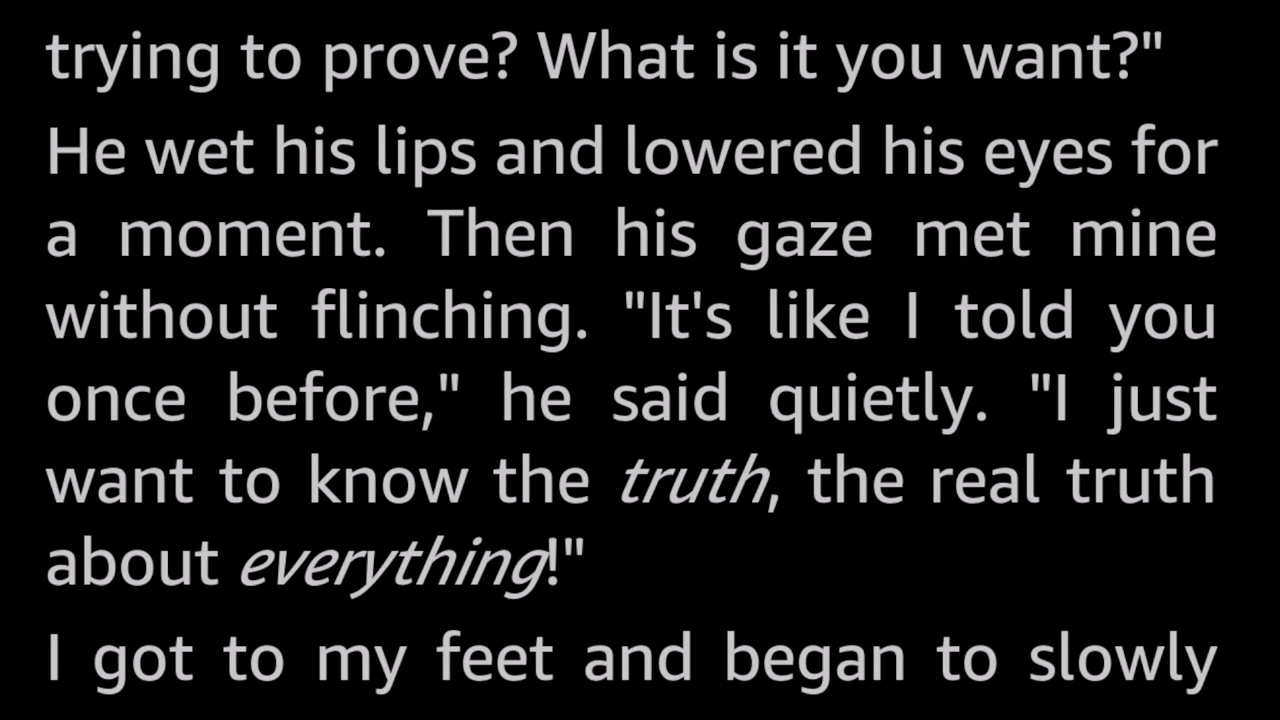 trying to prove? What is it you want?"
He wet his lips and lowered his eyes for
a moment. Then his gaze met mine
without flinching. "It's like I told you
once before," he said quietly. "I just
want to know the truth, the real truth
about everything!"
I got to my feet and began to slowly